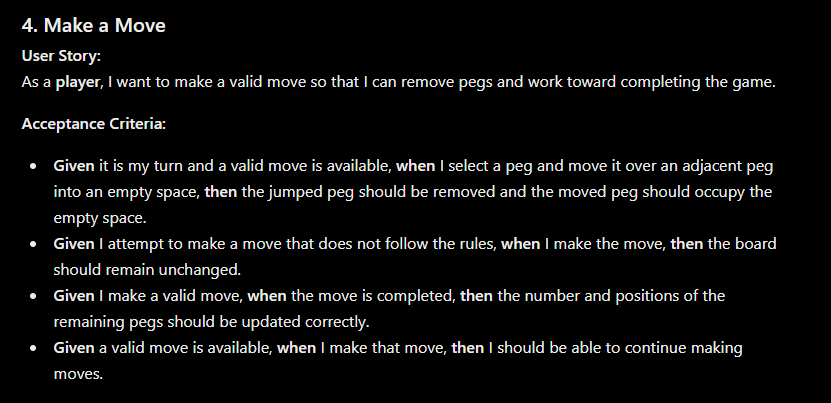 4. Make a Move
User Story:
As a player, I want to make a valid move so that I can remove pegs and work toward completing the game.
Acceptance Criteria:
• Given it is my turn and a valid move is available, when I select a peg and move it over an adjacent peg
into an empty space, then the jumped peg should be removed and the moved peg should occupy the
empty space.
• Given I attempt to make a move that does not follow the rules, when I make the move, then the board
should remain unchanged.
• Given I make a valid move, when the move is completed, then the number and positions of the
remaining pegs should be updated correctly.
• Given a valid move is available, when I make that move, then I should be able to continue making
moves.